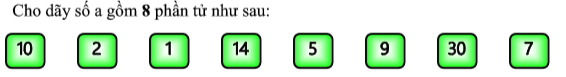 Cho dãy số a gồm 8 phần tử như sau:
10 2 1 14 5 9 30 7